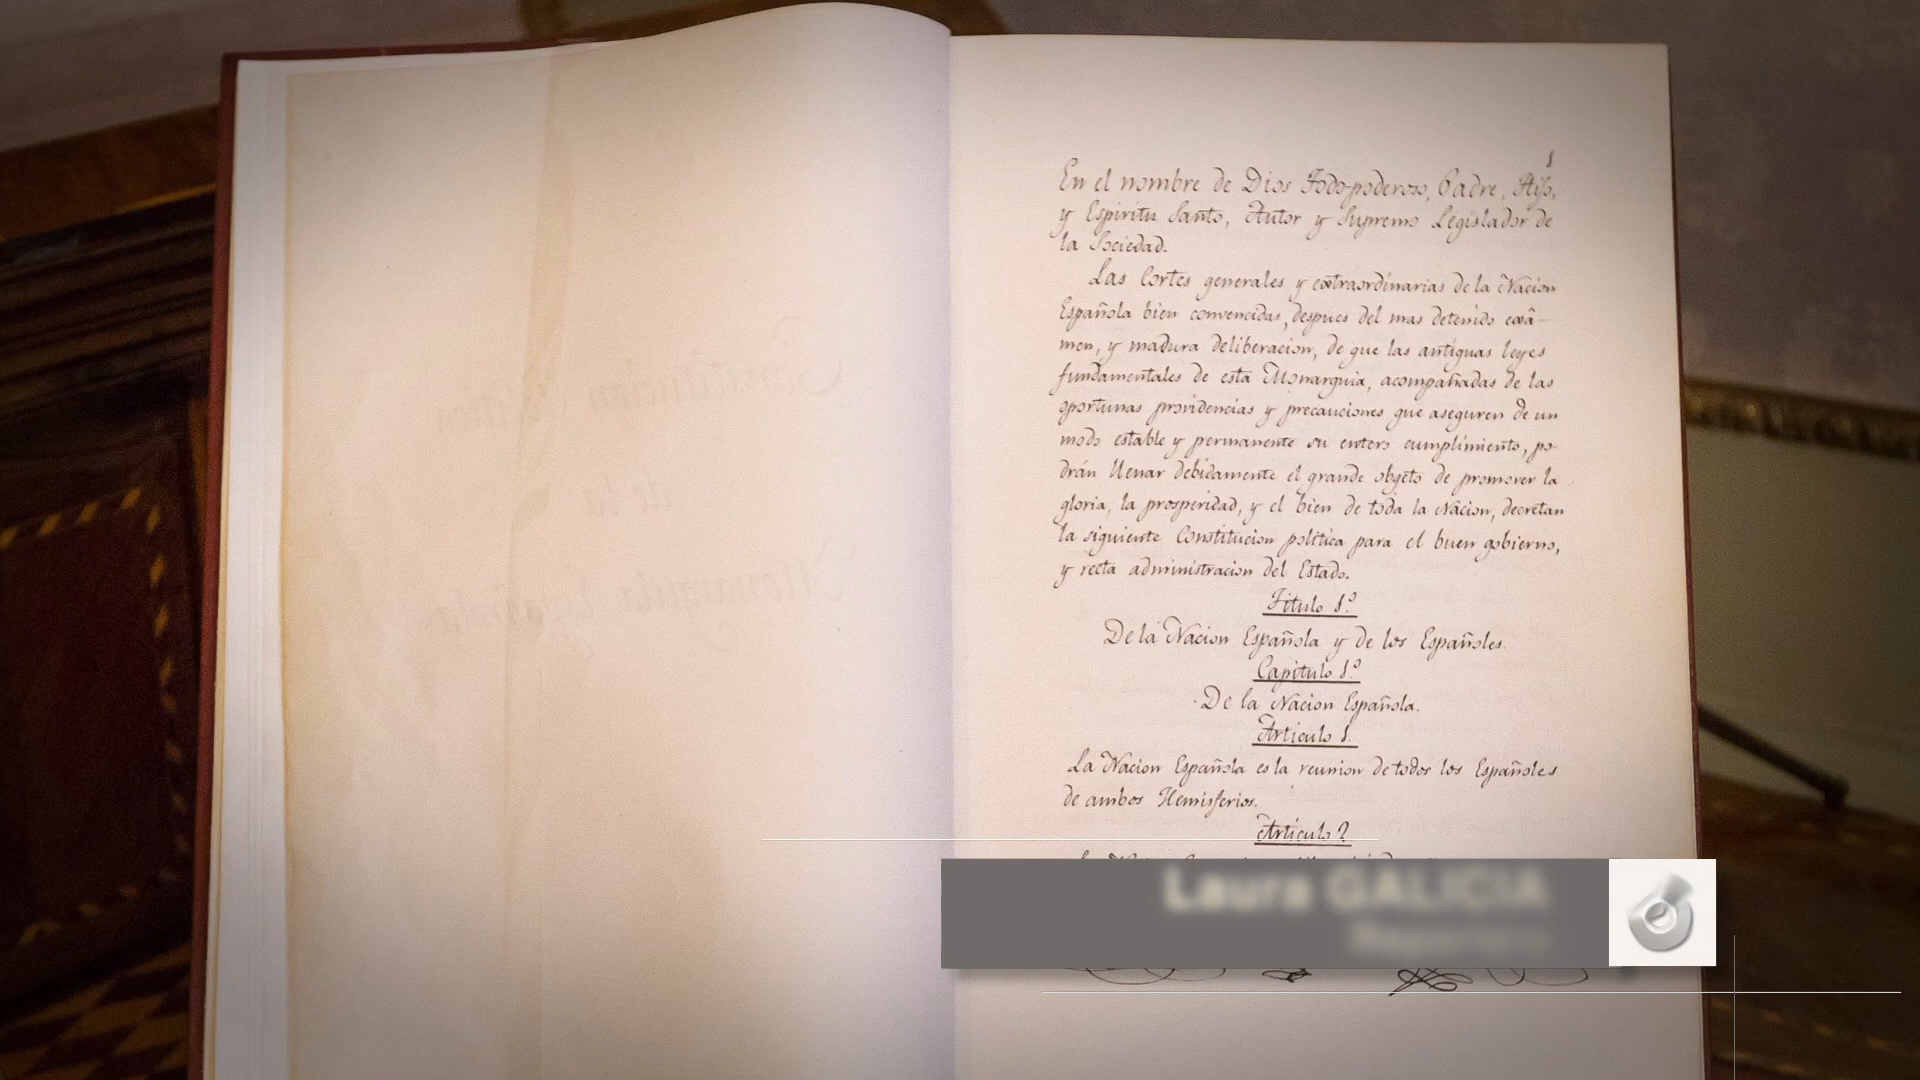 1
En el nombre de Dios Todo-poderoso, Padre, Hijo,
y Espiritu Santo, Autor y Supremo Legislador de
la Sociedad.
Las Cortes generales y extraordinarias de la Nacion
Española bien convencidas, despues del mas detenido exâ-
men, y madura deliberacion, de que las antiguas leyes
fundamentales de esta Monarquia, acompañadas de las
oportunas providencias y precauciones que aseguren de un
modo estable y permanente su entero cumplimiento, po-
drán llenar debidamente el grande objeto de promover la
gloria, la prosperidad, y el bien de toda la Nacion, decretan
la siguiente Constitucion politica para el buen gobierno,
y recta administracion del Estado.
Titulo 1.º
De la Nacion Española y de los Españoles.
Capitulo 1.º
De la Nacion Española.
Articulo 1.
La Nacion Española es la reunion de todos los Españoles
de ambos Hemisferios.
Articulo 2
Laura GALICIA
Reportera